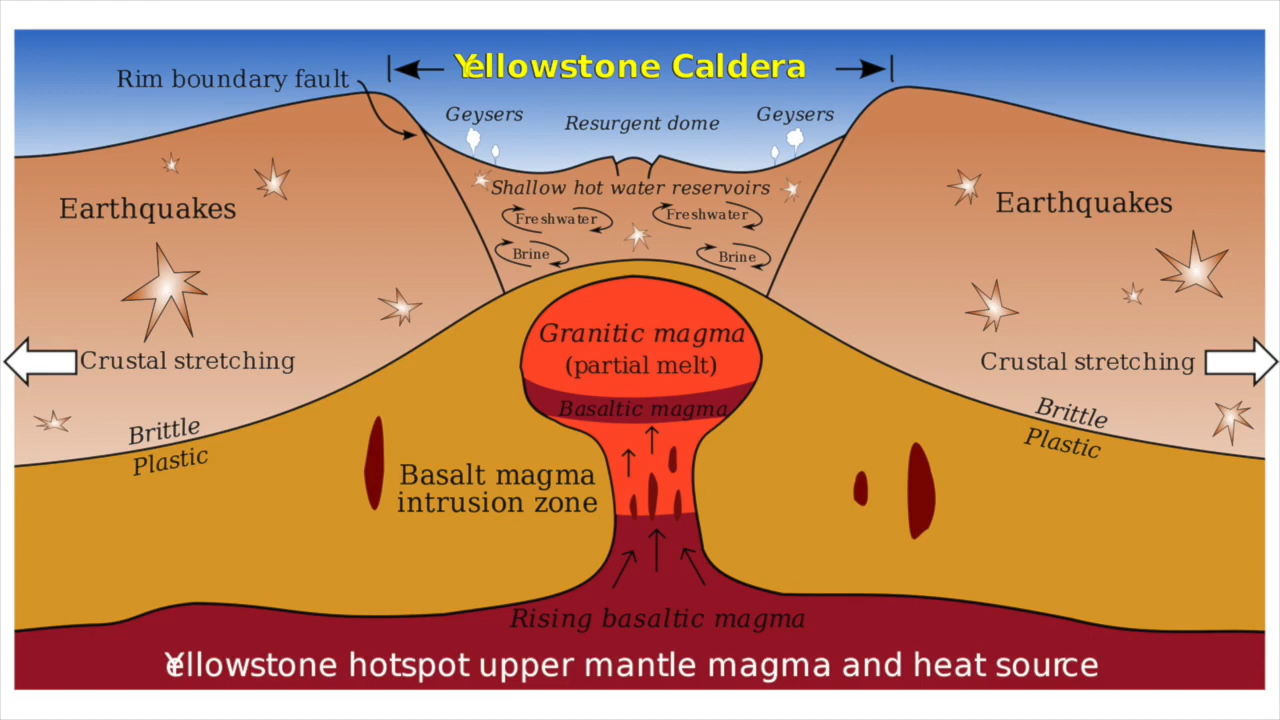 Yellowstone Caldera
Rim boundary fault
Geysers
Resurgent dome
Geysers
Shallow hot water reservoirs
Freshwater
Freshwater
Brine
Brine
Earthquakes
Earthquakes
Granitic magma
(partial melt)
Crustal stretching
Crustal stretching
Basaltic magma
Brittle
Plastic
Brittle
Plastic
Basalt magma
intrusion zone
Rising basaltic magma
Yellowstone hotspot upper mantle magma and heat source